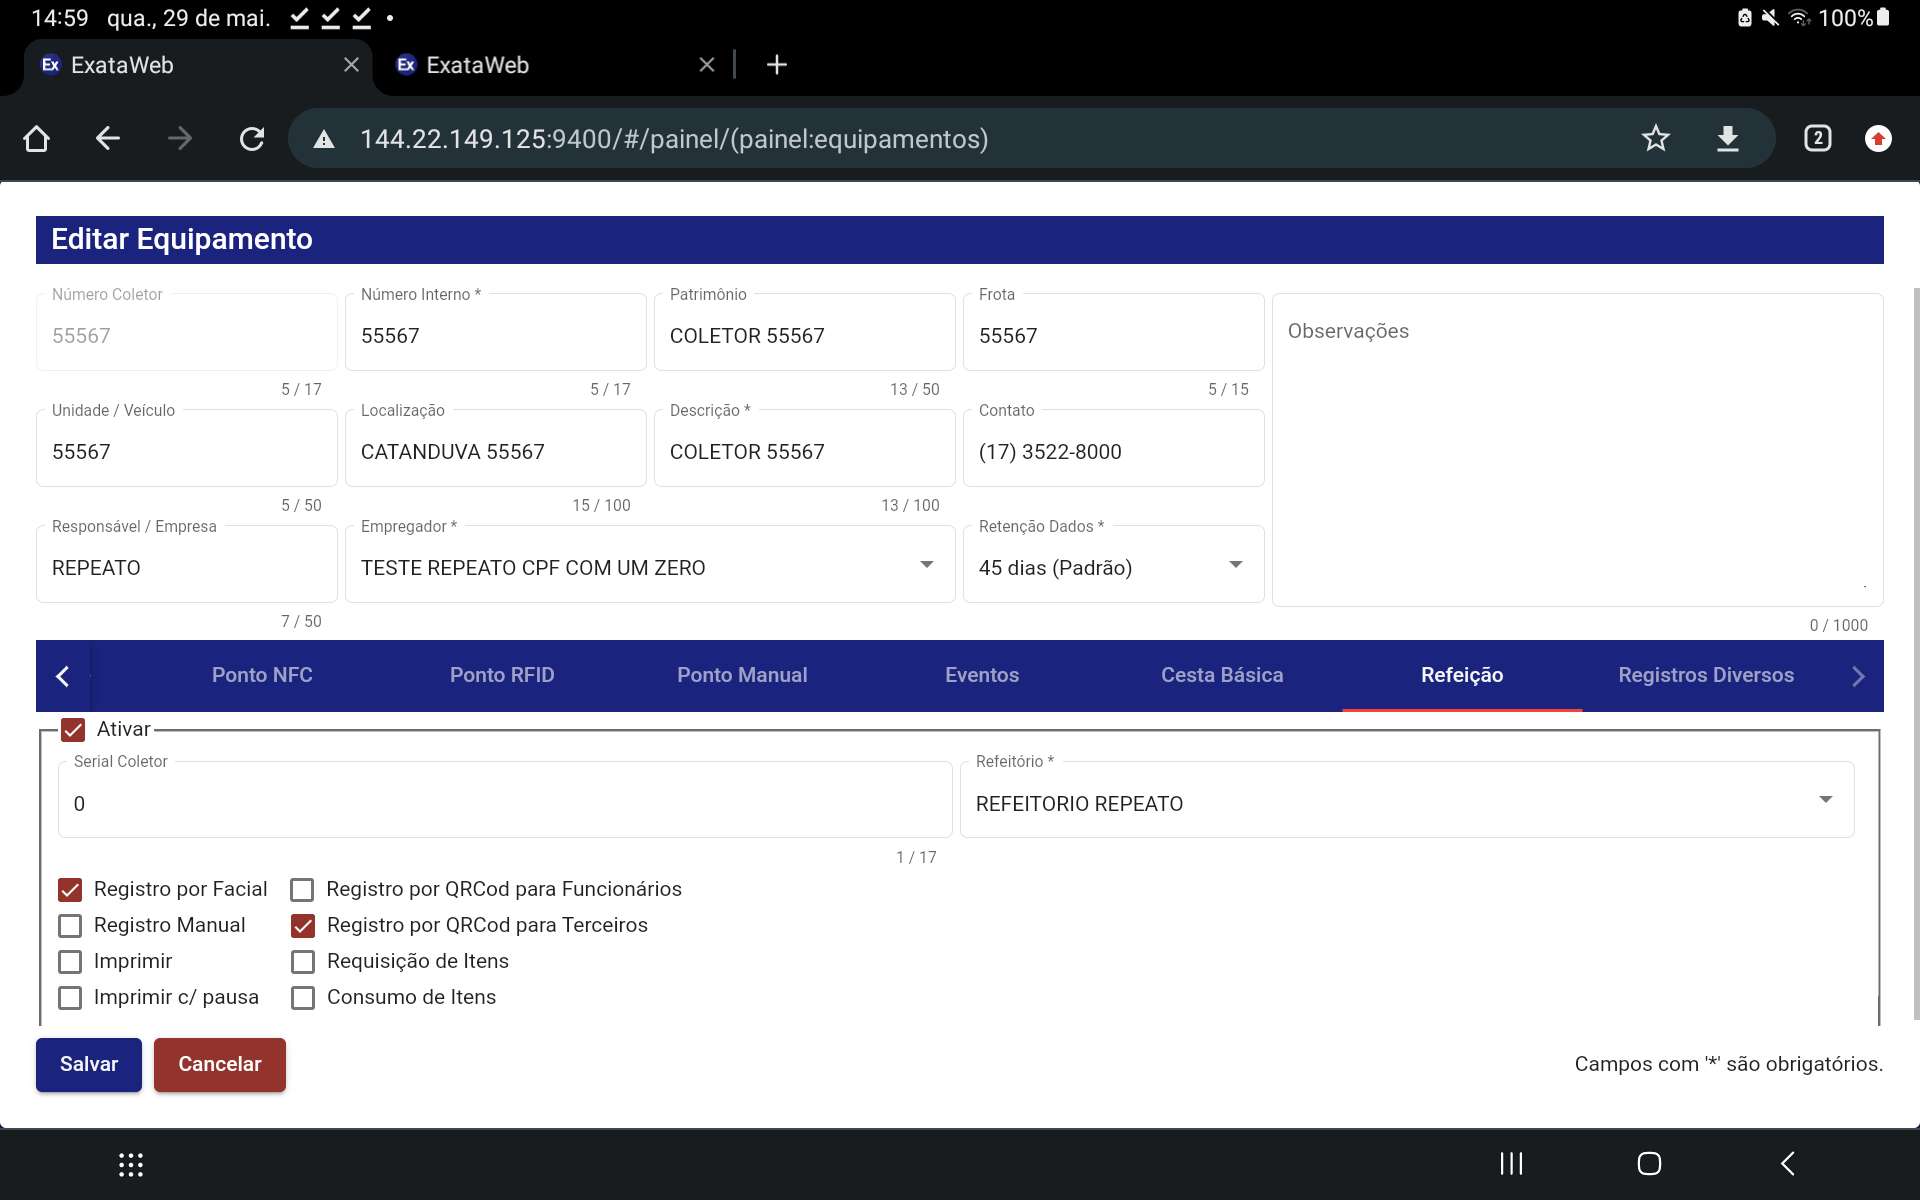 14:59 qua., 29 de mai. 100%
ExataWeb ExataWeb
144.22.149.125:9400/#/painel/(painel:equipamentos) 2
Editar Equipamento
Número Coletor Número Interno * Patrimônio Frota
55567 55567 COLETOR 55567 55567 Observações
5 / 17 5 / 17 13 / 50 5 / 15
Unidade / Veículo Localização Descrição * Contato
55567 CATANDUVA 55567 COLETOR 55567 (17) 3522-8000
5 / 50 15 / 100 13 / 100
Responsável / Empresa Empregador * Retenção Dados *
REPEATO TESTE REPEATO CPF COM UM ZERO 45 dias (Padrão)
7 / 50 0 / 1000
Ponto NFC Ponto RFID Ponto Manual Eventos Cesta Básica Refeição Registros Diversos
Ativar
Serial Coletor Refeitório *
0 REFEITORIO REPEATO
1 / 17
Registro por Facial Registro por QRCod para Funcionários
Registro Manual Registro por QRCod para Terceiros
Imprimir Requisição de Itens
Imprimir c/ pausa Consumo de Itens
Salvar Cancelar Campos com '*' são obrigatórios.